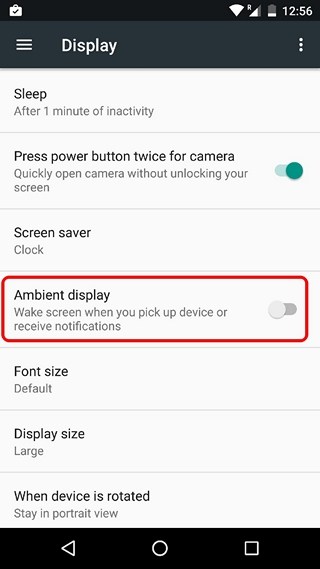 12:56
Display
Sleep
After 1 minute of inactivity
Press power button twice for camera
Quickly open camera without unlocking your
screen
Screen saver
Clock
Ambient display
Wake screen when you pick up device or
receive notifications
Font size
Default
Display size
Large
When device is rotated
Stay in portrait view